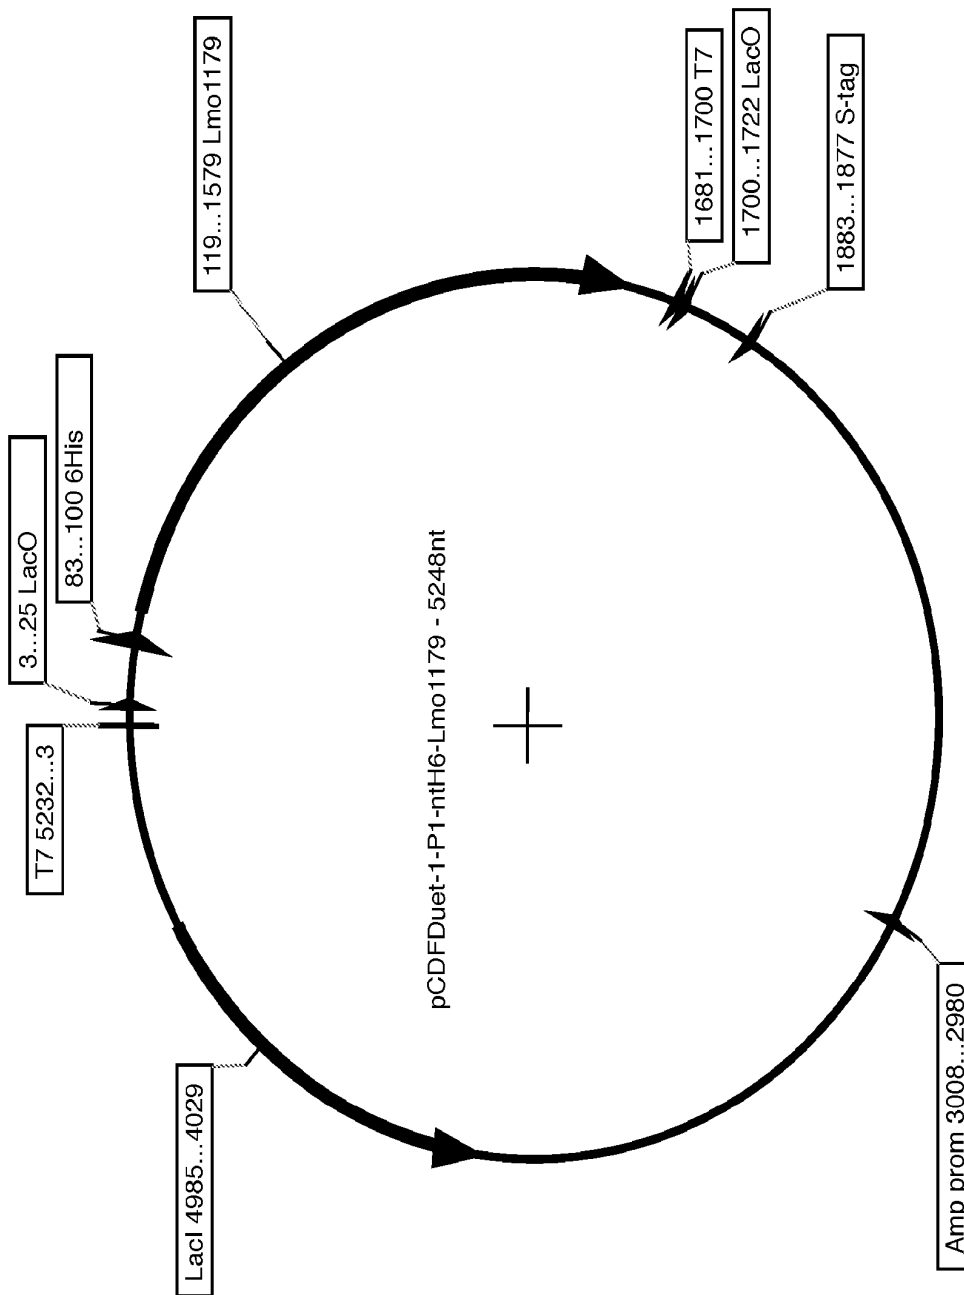 T7 5232...3
3...25 LacO
83...100 6His
119...1579 Lmo1179
1681...1700 T7
1700...1722 LacO
1883...1877 S-tag
pCDFDuet-1-P1-ntH6-Lmo1179 - 5248nt
LacI 4985...4029
Amp prom 3008...2980